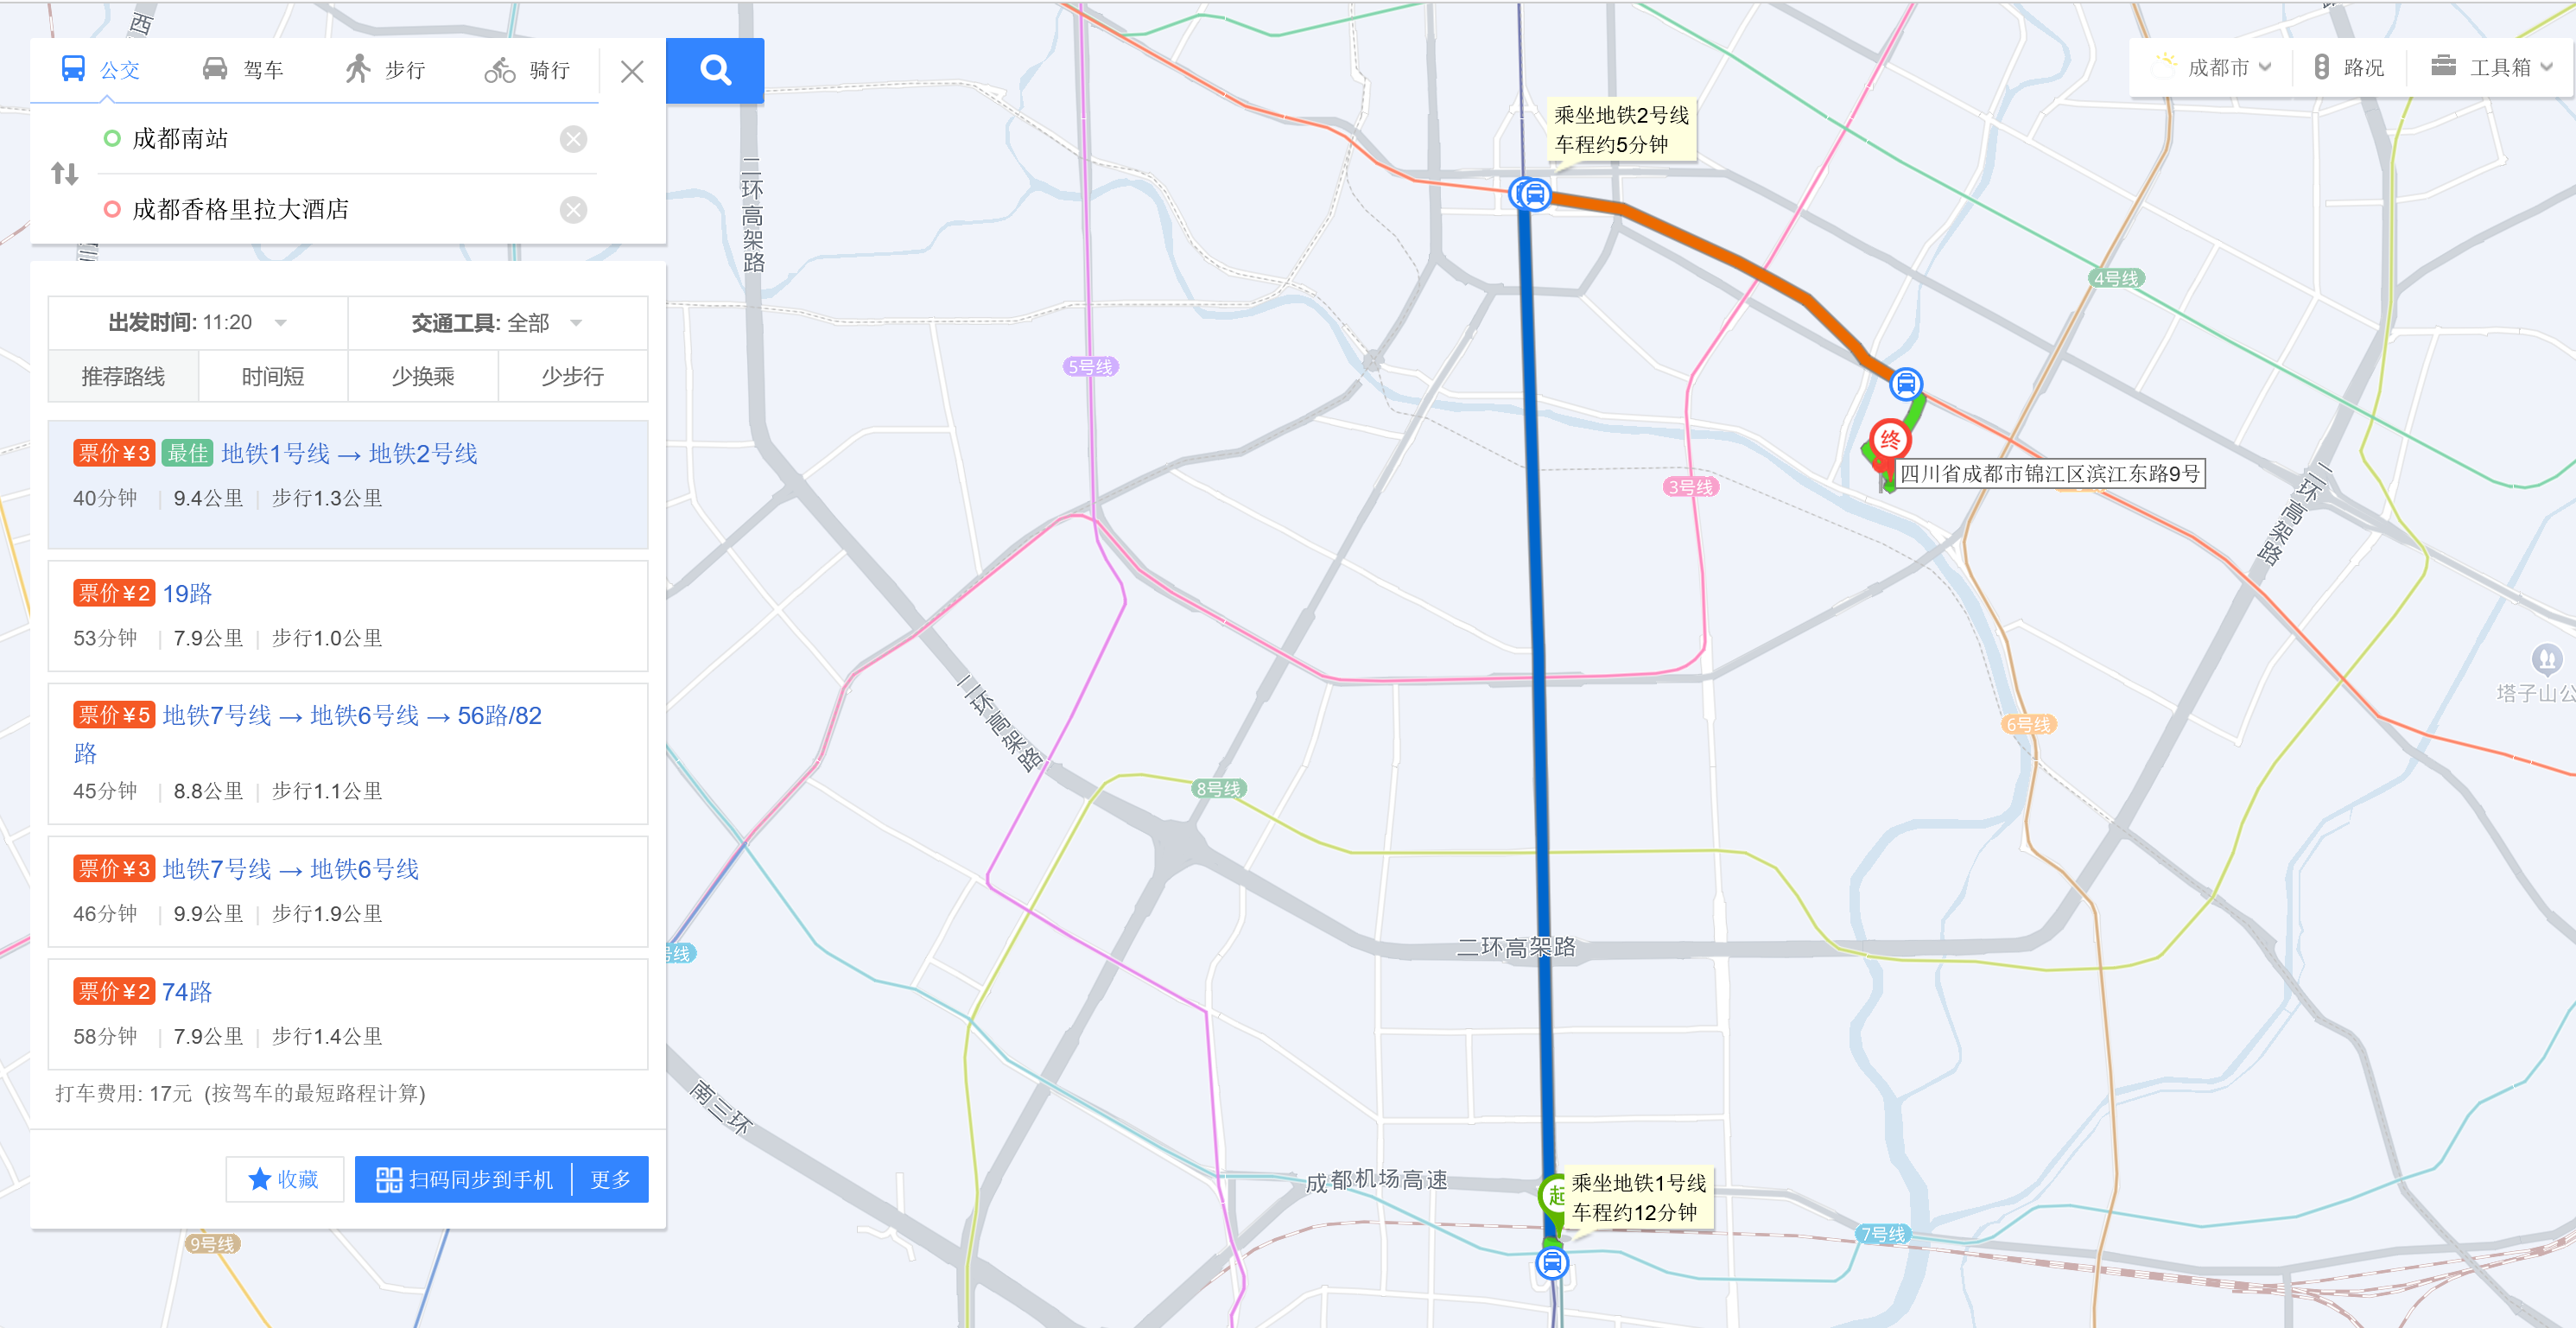 公交
驾车
步行
骑行
成都南站
成都香格里拉大酒店
出发时间: 11:20
交通工具: 全部
推荐路线
时间短
少换乘
少步行
票价¥3 最佳 地铁1号线 → 地铁2号线
40分钟 | 9.4公里 | 步行1.3公里
票价¥2 19路
53分钟 | 7.9公里 | 步行1.0公里
票价¥5 地铁7号线 → 地铁6号线 → 56路/82
路
45分钟 | 8.8公里 | 步行1.1公里
票价¥3 地铁7号线 → 地铁6号线
46分钟 | 9.9公里 | 步行1.9公里
票价¥2 74路
58分钟 | 7.9公里 | 步行1.4公里
打车费用: 17元 (按驾车的最短路程计算)
收藏
扫码同步到手机
更多
成都市
路况
工具箱
西
二环高架路
乘坐地铁2号线
车程约5分钟
4号线
5号线
终
四川省成都市锦江区滨江东路9号
3号线
二环高架路
塔子山公
6号线
二环高架路
8号线
二环高架路
号线
南三环
成都机场高速
起
乘坐地铁1号线
车程约12分钟
7号线
9号线